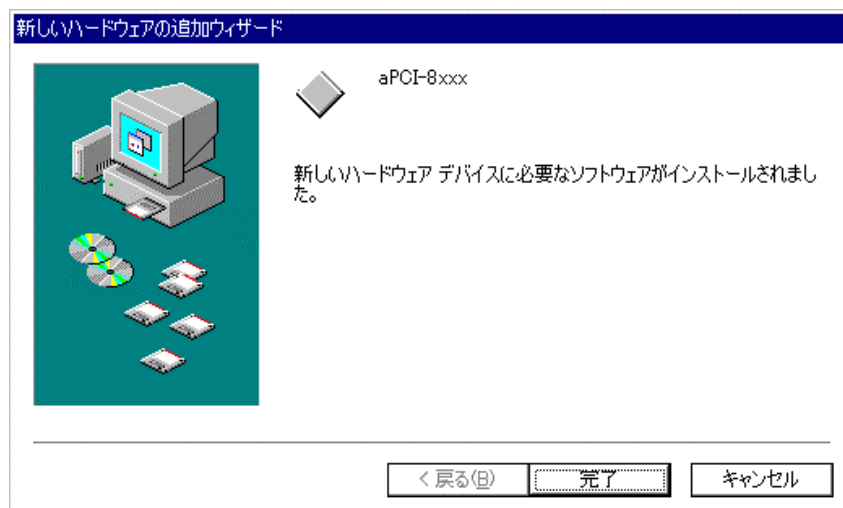 新しいハードウェアの追加ウィザード
aPCI-8xxx
新しいハードウェア デバイスに必要なソフトウェアがインストールされまし
た。
< 戻る(B)
完了
キャンセル